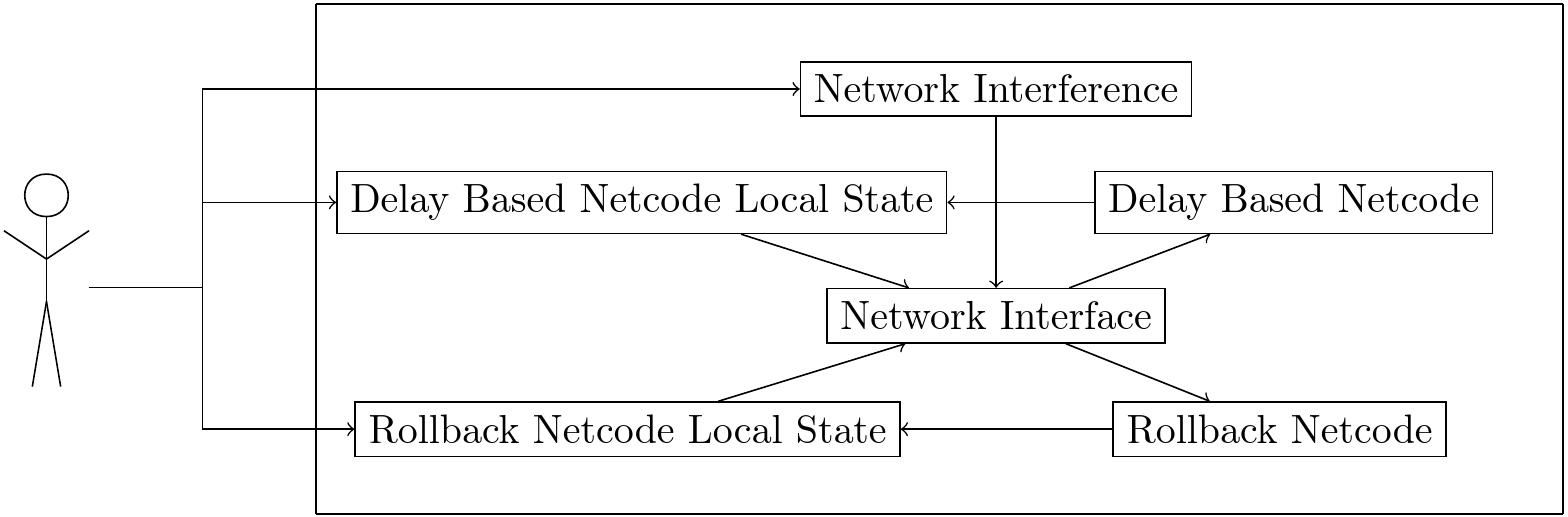 Network Interference
Delay Based Netcode Local State
Delay Based Netcode
Network Interface
Rollback Netcode Local State
Rollback Netcode